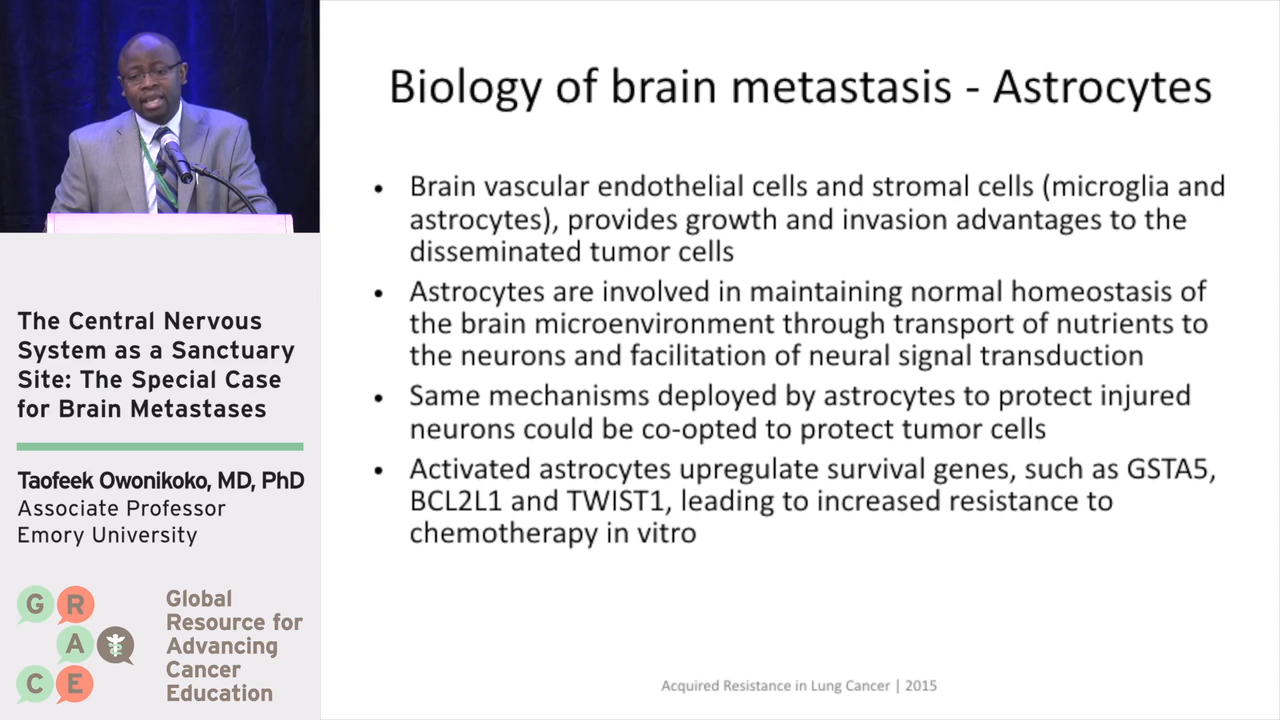 The Central Nervous
System as a Sanctuary
Site: The Special Case
for Brain Metastases
Taofeek Owonikoko, MD, PhD
Associate Professor
Emory University
G R
A
C E
Global
Resource for
Advancing
Cancer
Education
Biology of brain metastasis - Astrocytes
• Brain vascular endothelial cells and stromal cells (microglia and
astrocytes), provides growth and invasion advantages to the
disseminated tumor cells
• Astrocytes are involved in maintaining normal homeostasis of
the brain microenvironment through transport of nutrients to
the neurons and facilitation of neural signal transduction
• Same mechanisms deployed by astrocytes to protect injured
neurons could be co-opted to protect tumor cells
• Activated astrocytes upregulate survival genes, such as GSTA5,
BCL2L1 and TWIST1, leading to increased resistance to
chemotherapy in vitro
Acquired Resistance in Lung Cancer | 2015